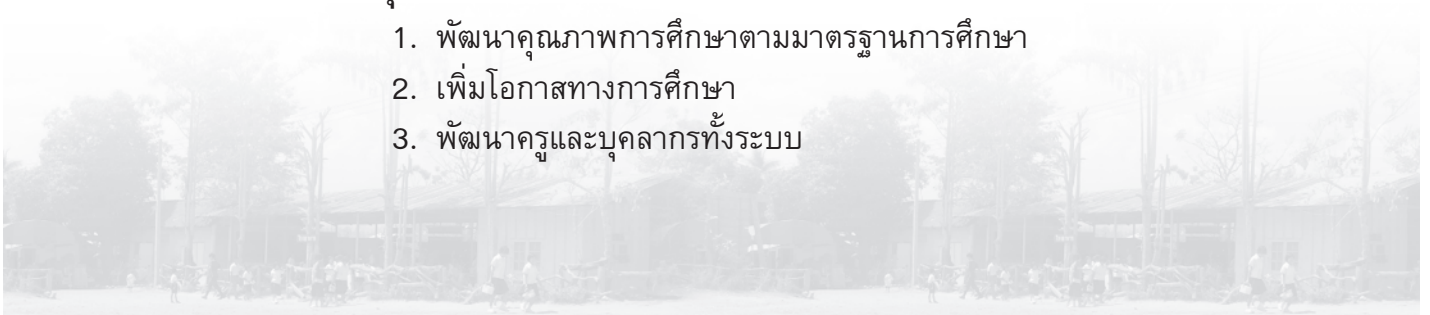 1. พัฒนาคุณภาพการศึกษาตามมาตรฐานการศึกษา
2. เพิ่มโอกาสทางการศึกษา
3. พัฒนาครูและบุคลากรทั้งระบบ